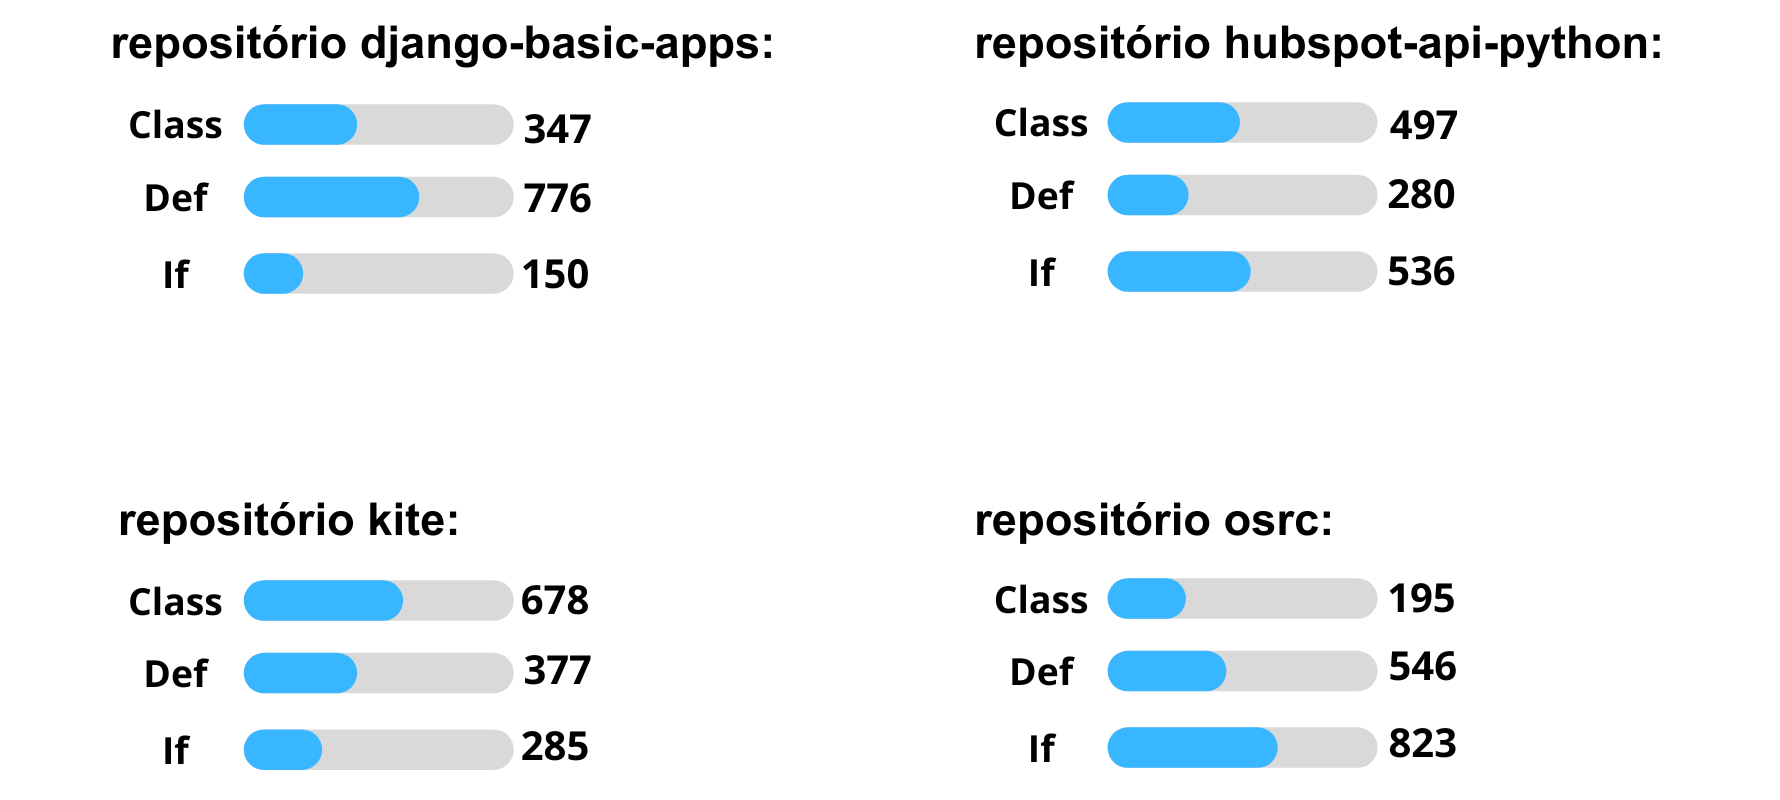 repositório django-basic-apps:
Class 347
Def 776
If 150
repositório hubspot-api-python:
Class 497
Def 280
If 536
repositório kite:
Class 678
Def 377
If 285
repositório osrc:
Class 195
Def 546
If 823